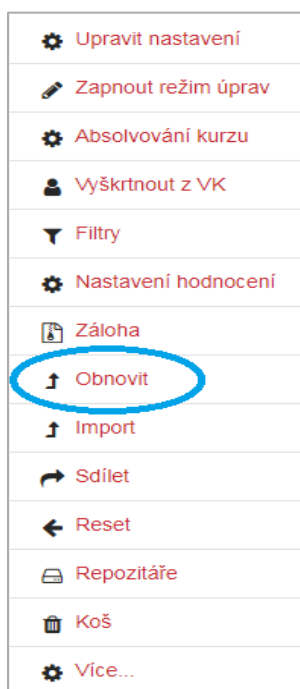 Upravit nastavení
Zapnout režim úprav
Absolvování kurzu
Vyškrtnout z VK
Filtry
Nastavení hodnocení
Záloha
Obnovit
Import
Sdílet
Reset
Repozitáře
Koš
Více...